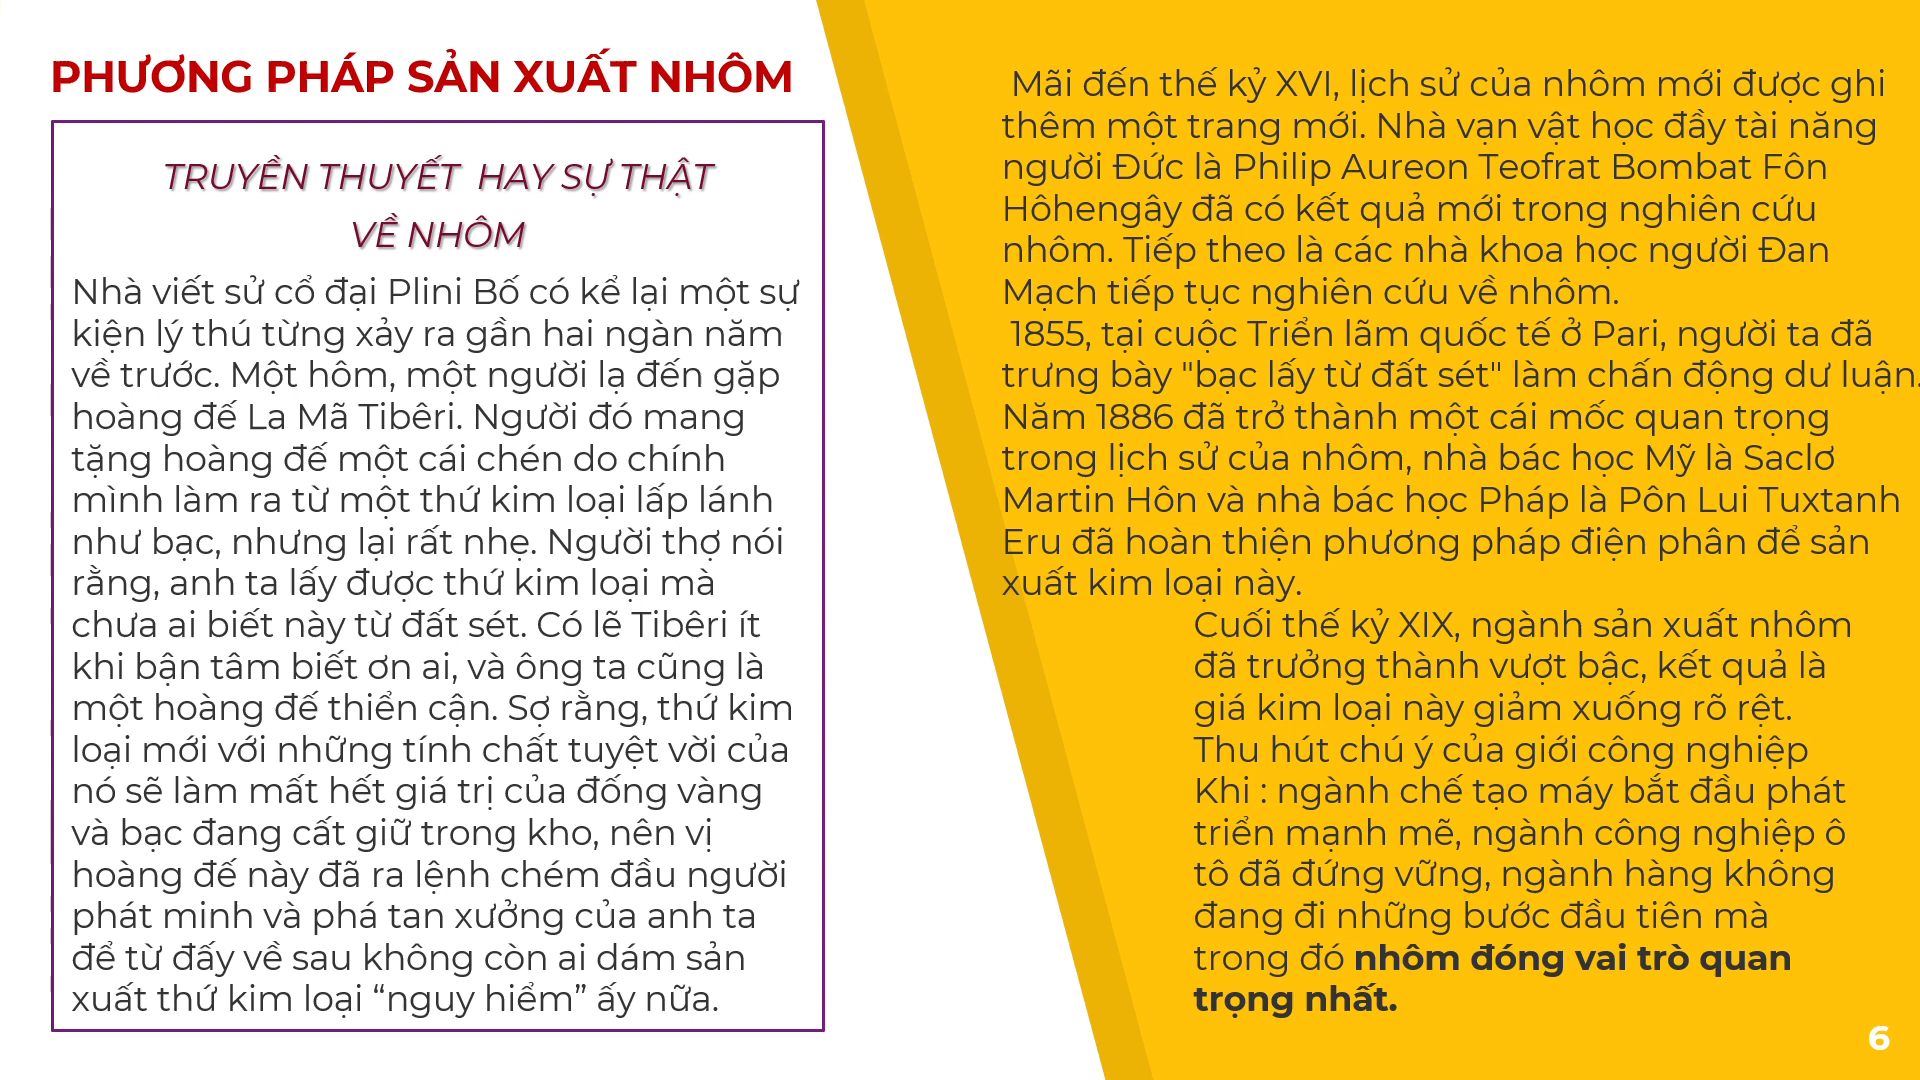 PHƯƠNG PHÁP SẢN XUẤT NHÔM
TRUYỀN THUYẾT  HAY SỰ THẬT
VỀ NHÔM
Nhà viết sử cổ đại Plini Bố có kể lại một sự
kiện lý thú từng xảy ra gần hai ngàn năm
về trước. Một hôm, một người lạ đến gặp
hoàng đế La Mã Tibêri. Người đó mang
tặng hoàng đế một cái chén do chính
mình làm ra từ một thứ kim loại lấp lánh
như bạc, nhưng lại rất nhẹ. Người thợ nói
rằng, anh ta lấy được thứ kim loại mà
chưa ai biết này từ đất sét. Có lẽ Tibêri ít
khi bận tâm biết ơn ai, và ông ta cũng là
một hoàng đế thiển cận. Sợ rằng, thứ kim
loại mới với những tính chất tuyệt vời của
nó sẽ làm mất hết giá trị của đống vàng
và bạc đang cất giữ trong kho, nên vị
hoàng đế này đã ra lệnh chém đầu người
phát minh và phá tan xưởng của anh ta
để từ đấy về sau không còn ai dám sản
xuất thứ kim loại “nguy hiểm” ấy nữa.
Mãi đến thế kỷ XVI, lịch sử của nhôm mới được ghi
thêm một trang mới. Nhà vạn vật học đầy tài năng
người Đức là Philip Aureon Teofrat Bombat Fôn
Hôhengây đã có kết quả mới trong nghiên cứu
nhôm. Tiếp theo là các nhà khoa học người Đan
Mạch tiếp tục nghiên cứu về nhôm.
1855, tại cuộc Triển lãm quốc tế ở Pari, người ta đã
trưng bày "bạc lấy từ đất sét" làm chấn động dư luận.
Năm 1886 đã trở thành một cái mốc quan trọng
trong lịch sử của nhôm, nhà bác học Mỹ là Saclơ
Martin Hôn và nhà bác học Pháp là Pôn Lui Tuxtanh
Eru đã hoàn thiện phương pháp điện phân để sản
xuất kim loại này.
Cuối thế kỷ XIX, ngành sản xuất nhôm
đã trưởng thành vượt bậc, kết quả là
giá kim loại này giảm xuống rõ rệt.
Thu hút chú ý của giới công nghiệp
Khi : ngành chế tạo máy bắt đầu phát
triển mạnh mẽ, ngành công nghiệp ô
tô đã đứng vững, ngành hàng không
đang đi những bước đầu tiên mà
trong đó nhôm đóng vai trò quan
trọng nhất.
6